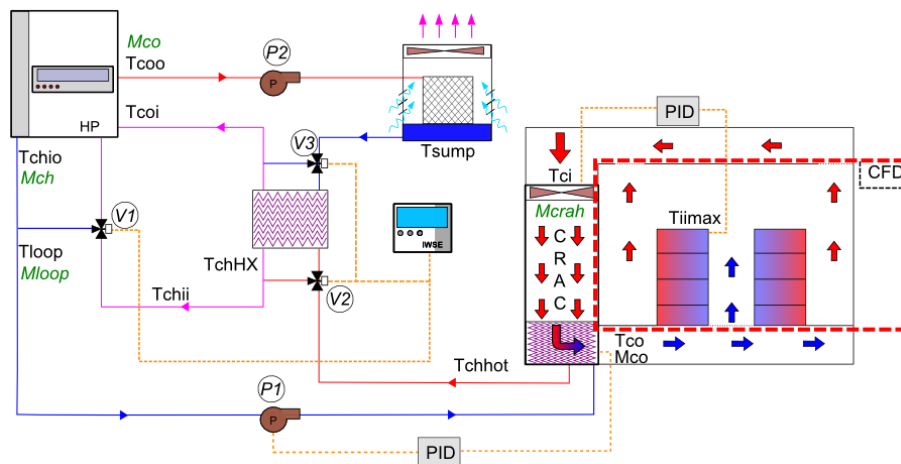 Mco
P2
Tcoo
P
PID
Tcoi
HP
V3
Tsump
CFD
Tchio
Mch
Tci
Mcrah
V1
IWSE
Tiimax
C
R
A
C
Tloop
Mloop
TchHX
Tchii
V2
Tco
Mco
Tchhot
P1
P
PID